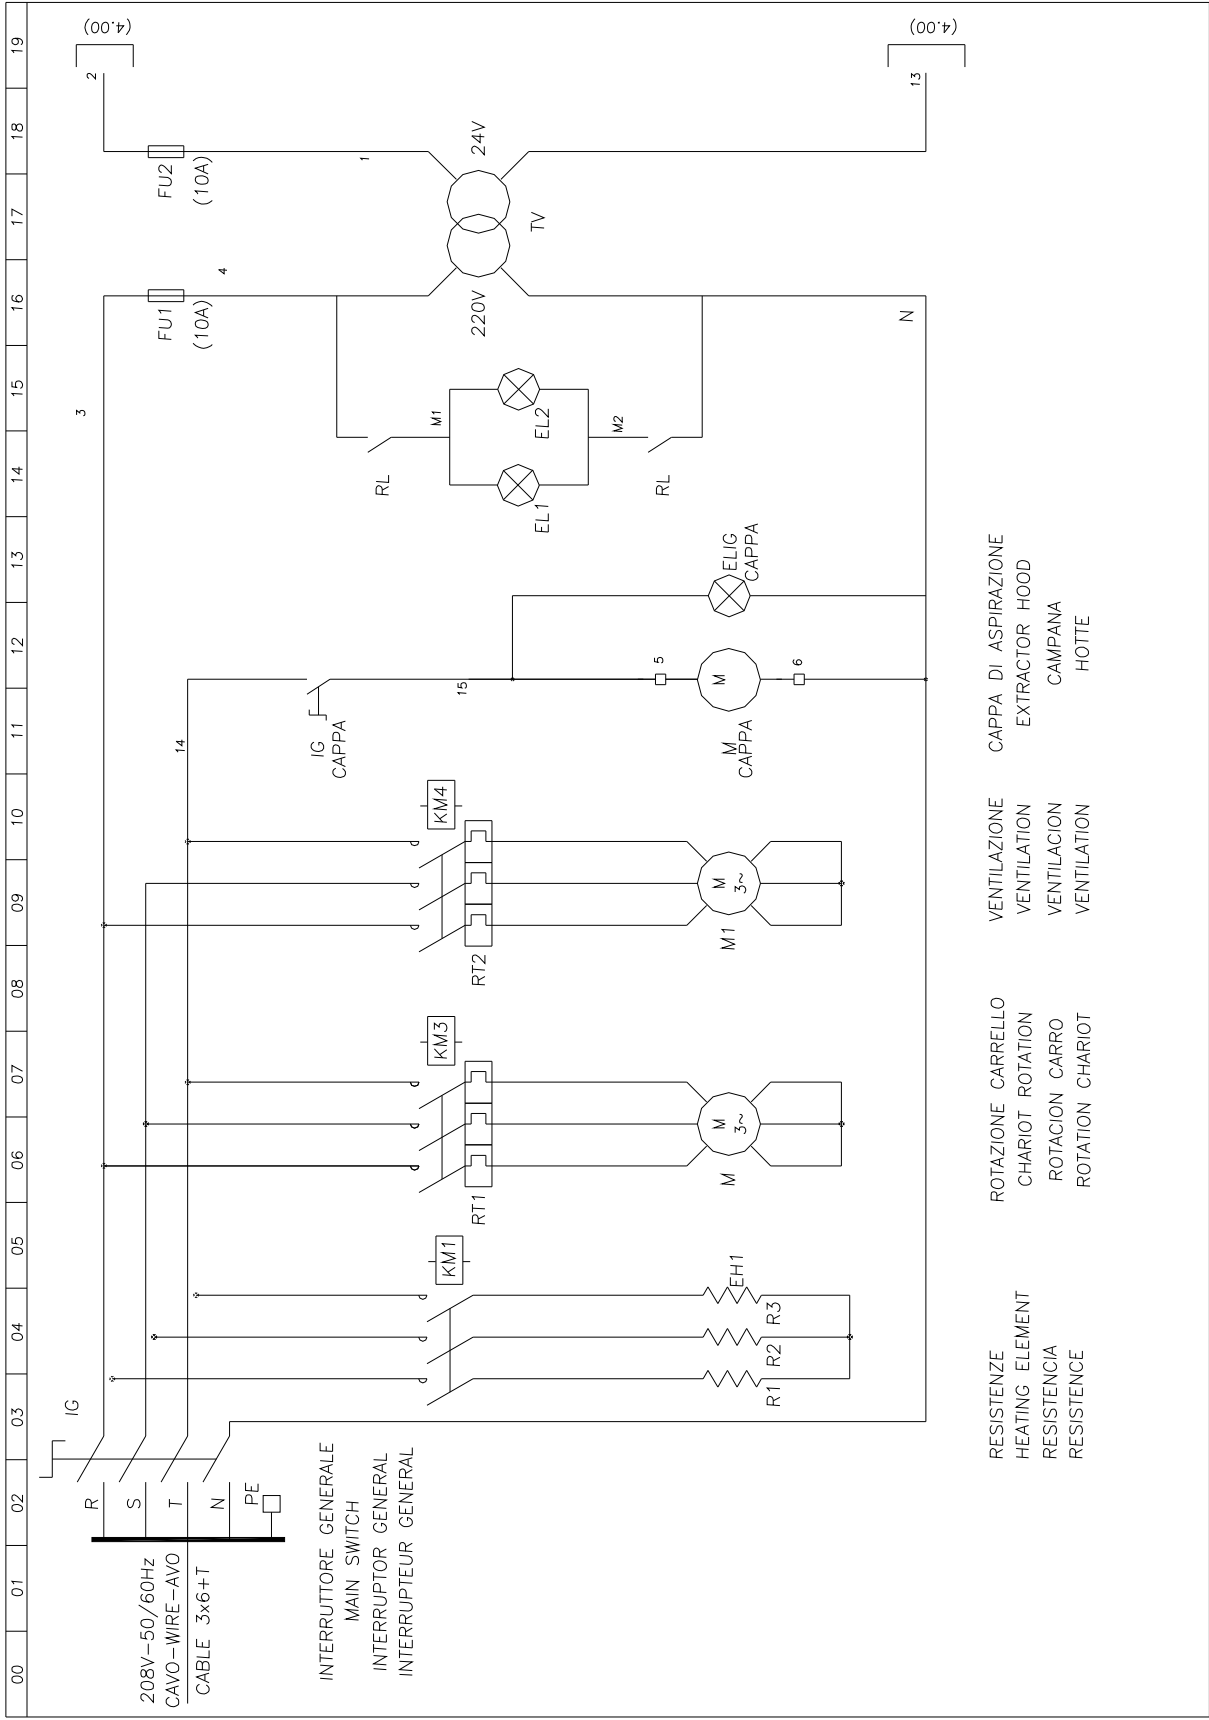 00 01 02 03 04 05 06 07 08 09 10 11 12 13 14 15 16 17 18 19
208V-50/60Hz
CAVO-WIRE-AVO
CABLE 3x6+T
R
S
T
N
PE
IG
INTERRUTTORE GENERALE
MAIN SWITCH
INTERRUPTOR GENERAL
INTERRUPTEUR GENERAL
KM1
R1
R2
R3
EH1
KM3
RT1
M
3~
M
KM4
RT2
M
3~
M1
14
IG
CAPPA
15
5
M
6
M
CAPPA
ELIG
CAPPA
3
RL
M1
EL1
EL2
M2
RL
FU1
(10A)
4
220V
N
TV
24V
FU2
(10A)
1
2
(4.00)
13
(4.00)
RESISTENZE
HEATING ELEMENT
RESISTENCIA
RESISTENCE
ROTAZIONE CARRELLO
CHARIOT ROTATION
ROTACION CARRO
ROTATION CHARIOT
VENTILAZIONE
VENTILATION
VENTILACION
VENTILATION
CAPPA DI ASPIRAZIONE
EXTRACTOR HOOD
CAMPANA
HOTTE